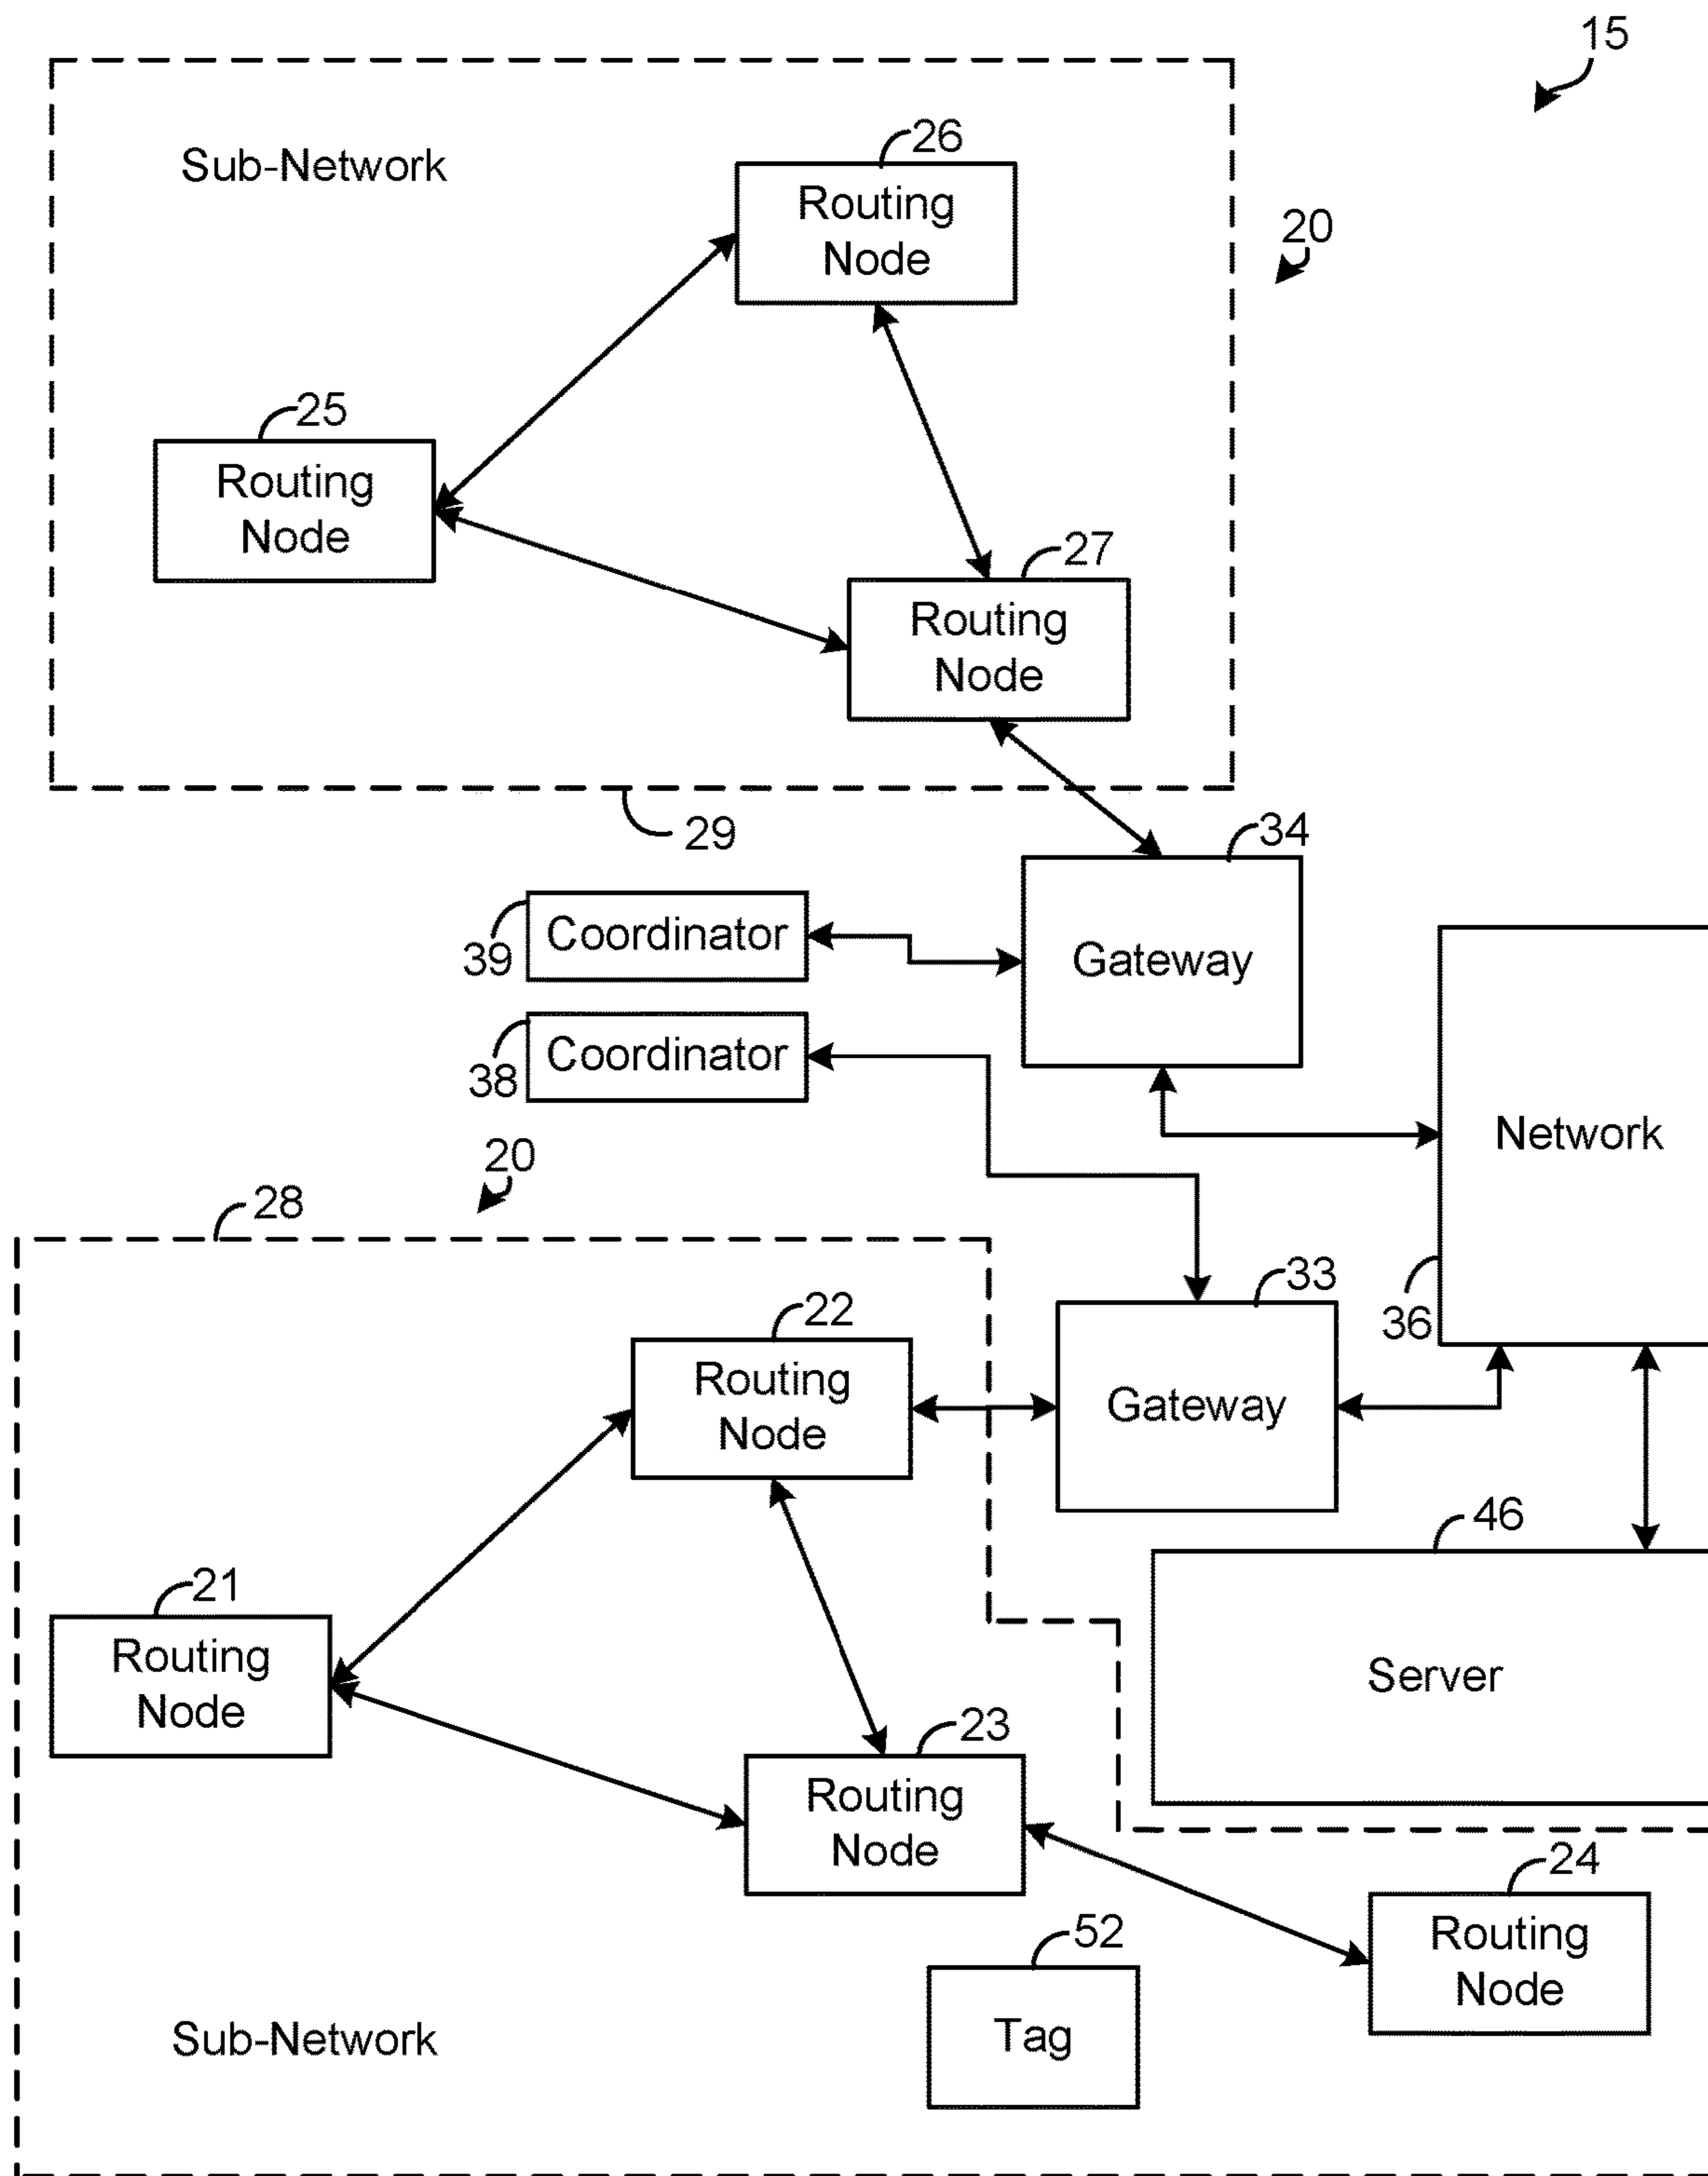 15
26
Sub-Network
Routing
Node
20
25
Routing
Node
27
Routing
Node
29
34
Coordinator
39
Gateway
Coordinator
38
Network
20
28
33
36
22
Routing
Node
Gateway
46
21
Routing
Node
Server
23
Routing
Node
24
52
Routing
Node
Tag
Sub-Network